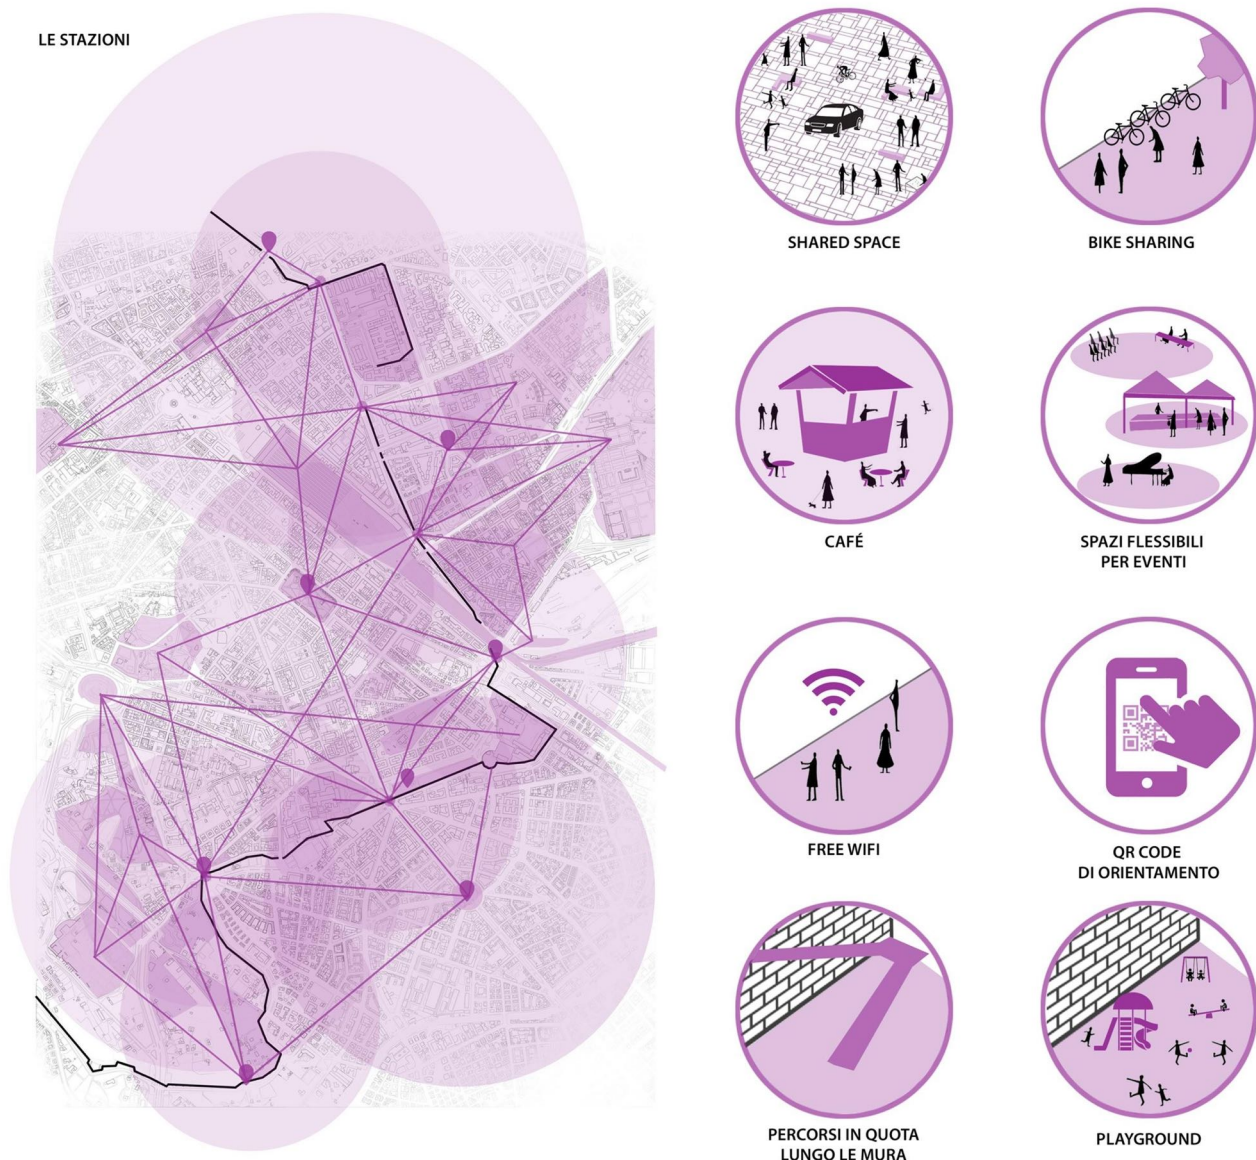 LE STAZIONI
SHARED SPACE
BIKE SHARING
CAFÉ
SPAZI FLESSIBILI
PER EVENTI
FREE WIFI
QR CODE
DI ORIENTAMENTO
PERCORSI IN QUOTA
LUNGO LE MURA
PLAYGROUND